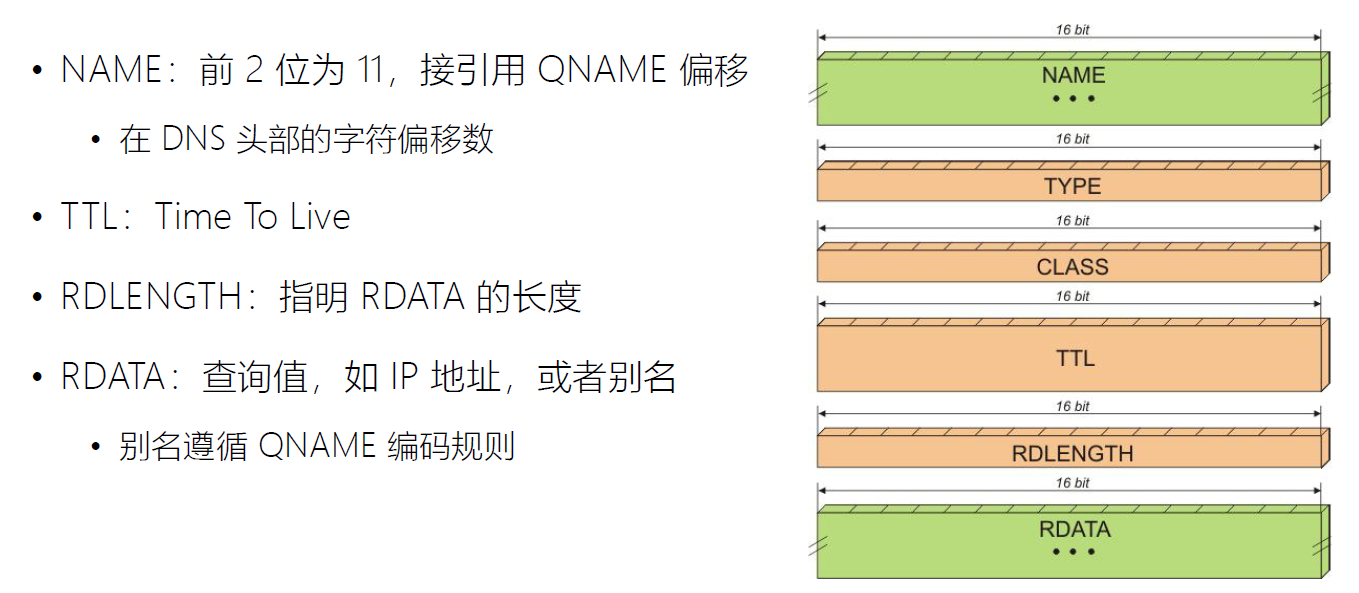 • NAME：前 2 位为 11，接引用 QNAME 偏移
• 在 DNS 头部的字符偏移数
• TTL：Time To Live
• RDLENGTH：指明 RDATA 的长度
• RDATA：查询值，如 IP 地址，或者别名
• 别名遵循 QNAME 编码规则
16 bit
NAME
• • •
16 bit
TYPE
16 bit
CLASS
16 bit
TTL
16 bit
RDLENGTH
16 bit
RDATA
• • •